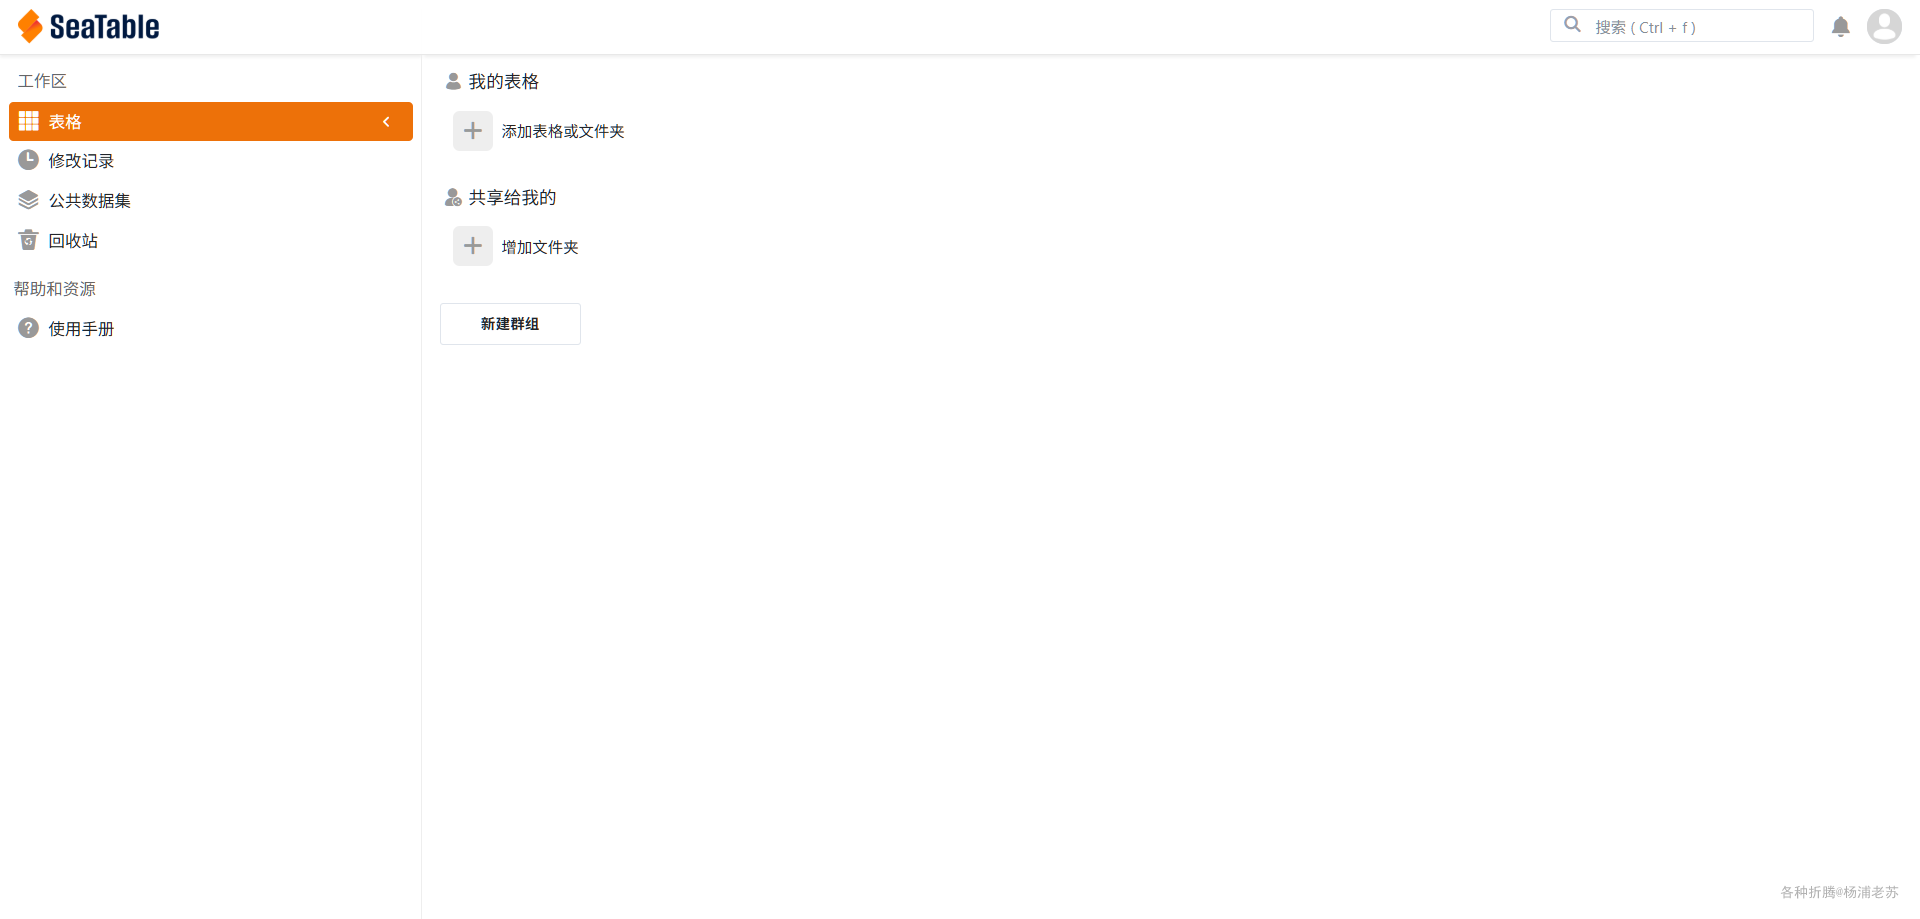 SeaTable
搜索 ( Ctrl + f )
工作区
表格
修改记录
公共数据集
回收站
帮助和资源
使用手册
我的表格
添加表格或文件夹
共享给我的
增加文件夹
新建群组
各种折腾@杨浦老苏